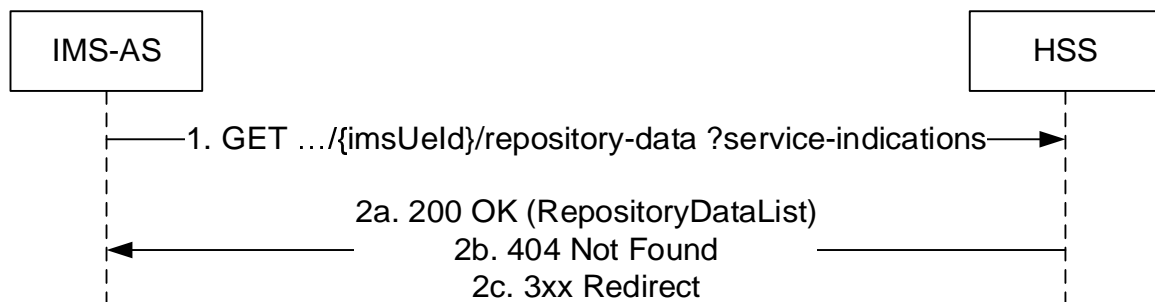 IMS-AS
HSS
1. GET …/{imsUeId}/repository-data ?service-indications
2a. 200 OK (RepositoryDataList)
2b. 404 Not Found
2c. 3xx Redirect